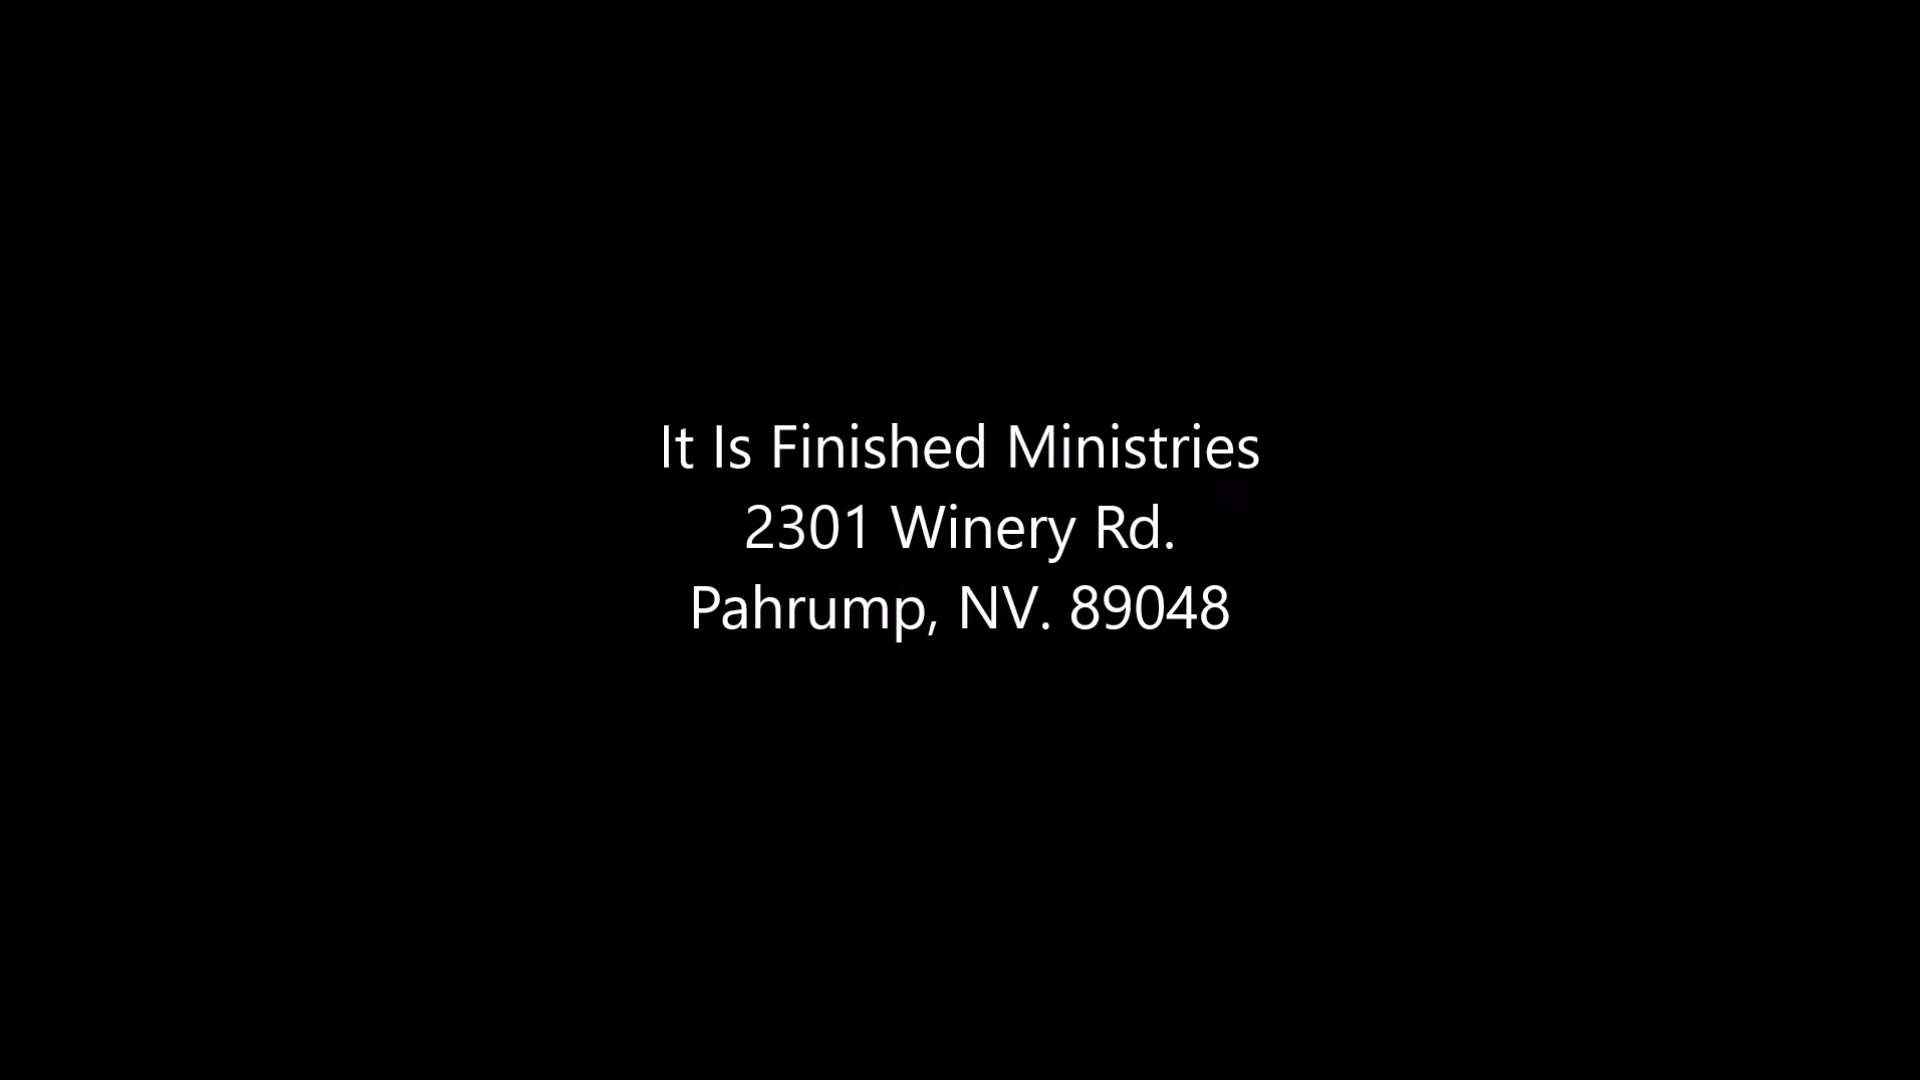 It Is Finished Ministries
2301 Winery Rd.
Pahrump, NV. 89048